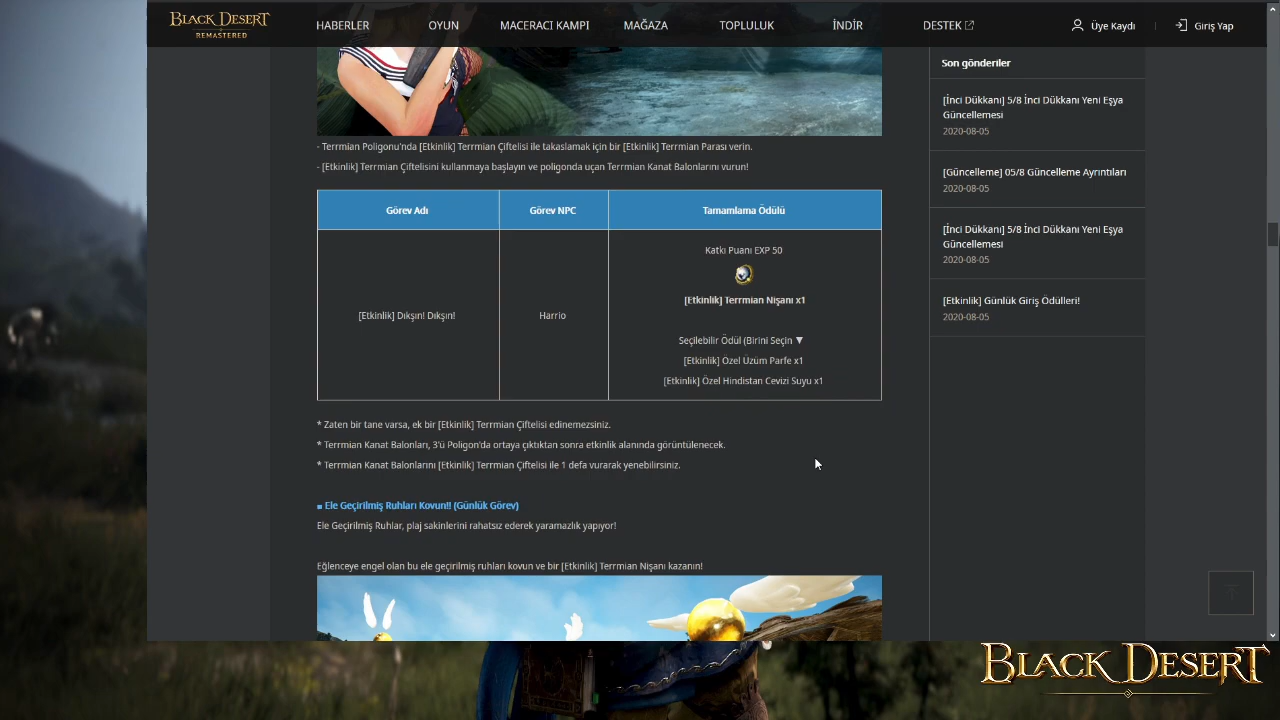 BLACK DESERT
REMASTERED
HABERLER
OYUN
MACERACI KAMPI
MAĞAZA
TOPLULUK
İNDİR
DESTEK
Üye Kaydı
Giriş Yap
- Terrmian Poligonu'nda [Etkinlik] Terrmian Çiftelisi ile takaslamak için bir [Etkinlik] Terrmian Parası verin.
- [Etkinlik] Terrmian Çiftelisini kullanmaya başlayın ve poligonda uçan Terrmian Kanat Balonlarını vurun!
Görev Adı
Görev NPC
Tamamlama Ödülü
[Etkinlik] Dıkşın! Dıkşın!
Harrio
Katkı Puanı EXP 50
[Etkinlik] Terrmian Nişanı x1
Seçilebilir Ödül (Birini Seçin ▼
[Etkinlik] Özel Üzüm Parfe x1
[Etkinlik] Özel Hindistan Cevizi Suyu x1
* Zaten bir tane varsa, ek bir [Etkinlik] Terrmian Çiftelisi edinemezsiniz.
* Terrmian Kanat Balonları, 3'ü Poligon'da ortaya çıktıktan sonra etkinlik alanında görüntülenecek.
* Terrmian Kanat Balonlarını [Etkinlik] Terrmian Çiftelisi ile 1 defa vurarak yenebilirsiniz.
■ Ele Geçirilmiş Ruhları Kovun!! (Günlük Görev)
Ele Geçirilmiş Ruhlar, plaj sakinlerini rahatsız ederek yaramazlık yapıyor!
Eğlenceye engel olan bu ele geçirilmiş ruhları kovun ve bir [Etkinlik] Terrmian Nişanı kazanın!
Son gönderiler
[İnci Dükkanı] 5/8 İnci Dükkanı Yeni Eşya
Güncellemesi
2020-08-05
[Güncelleme] 05/8 Güncelleme Ayrıntıları
2020-08-05
[İnci Dükkanı] 5/8 İnci Dükkanı Yeni Eşya
Güncellemesi
2020-08-05
[Etkinlik] Günlük Giriş Ödülleri!
2020-08-05
BLACK DESERT